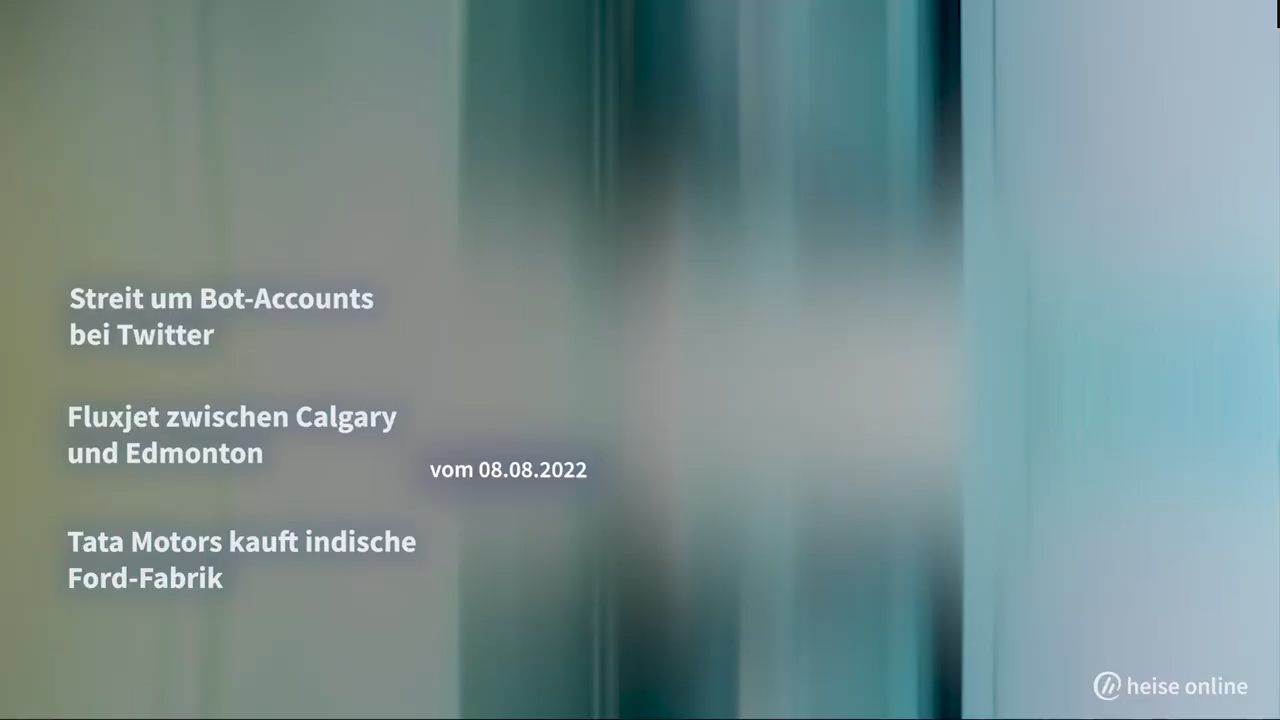 Streit um Bot-Accounts
bei Twitter
Fluxjet zwischen Calgary
und Edmonton
vom 08.08.2022
Tata Motors kauft indische
Ford-Fabrik
heise online